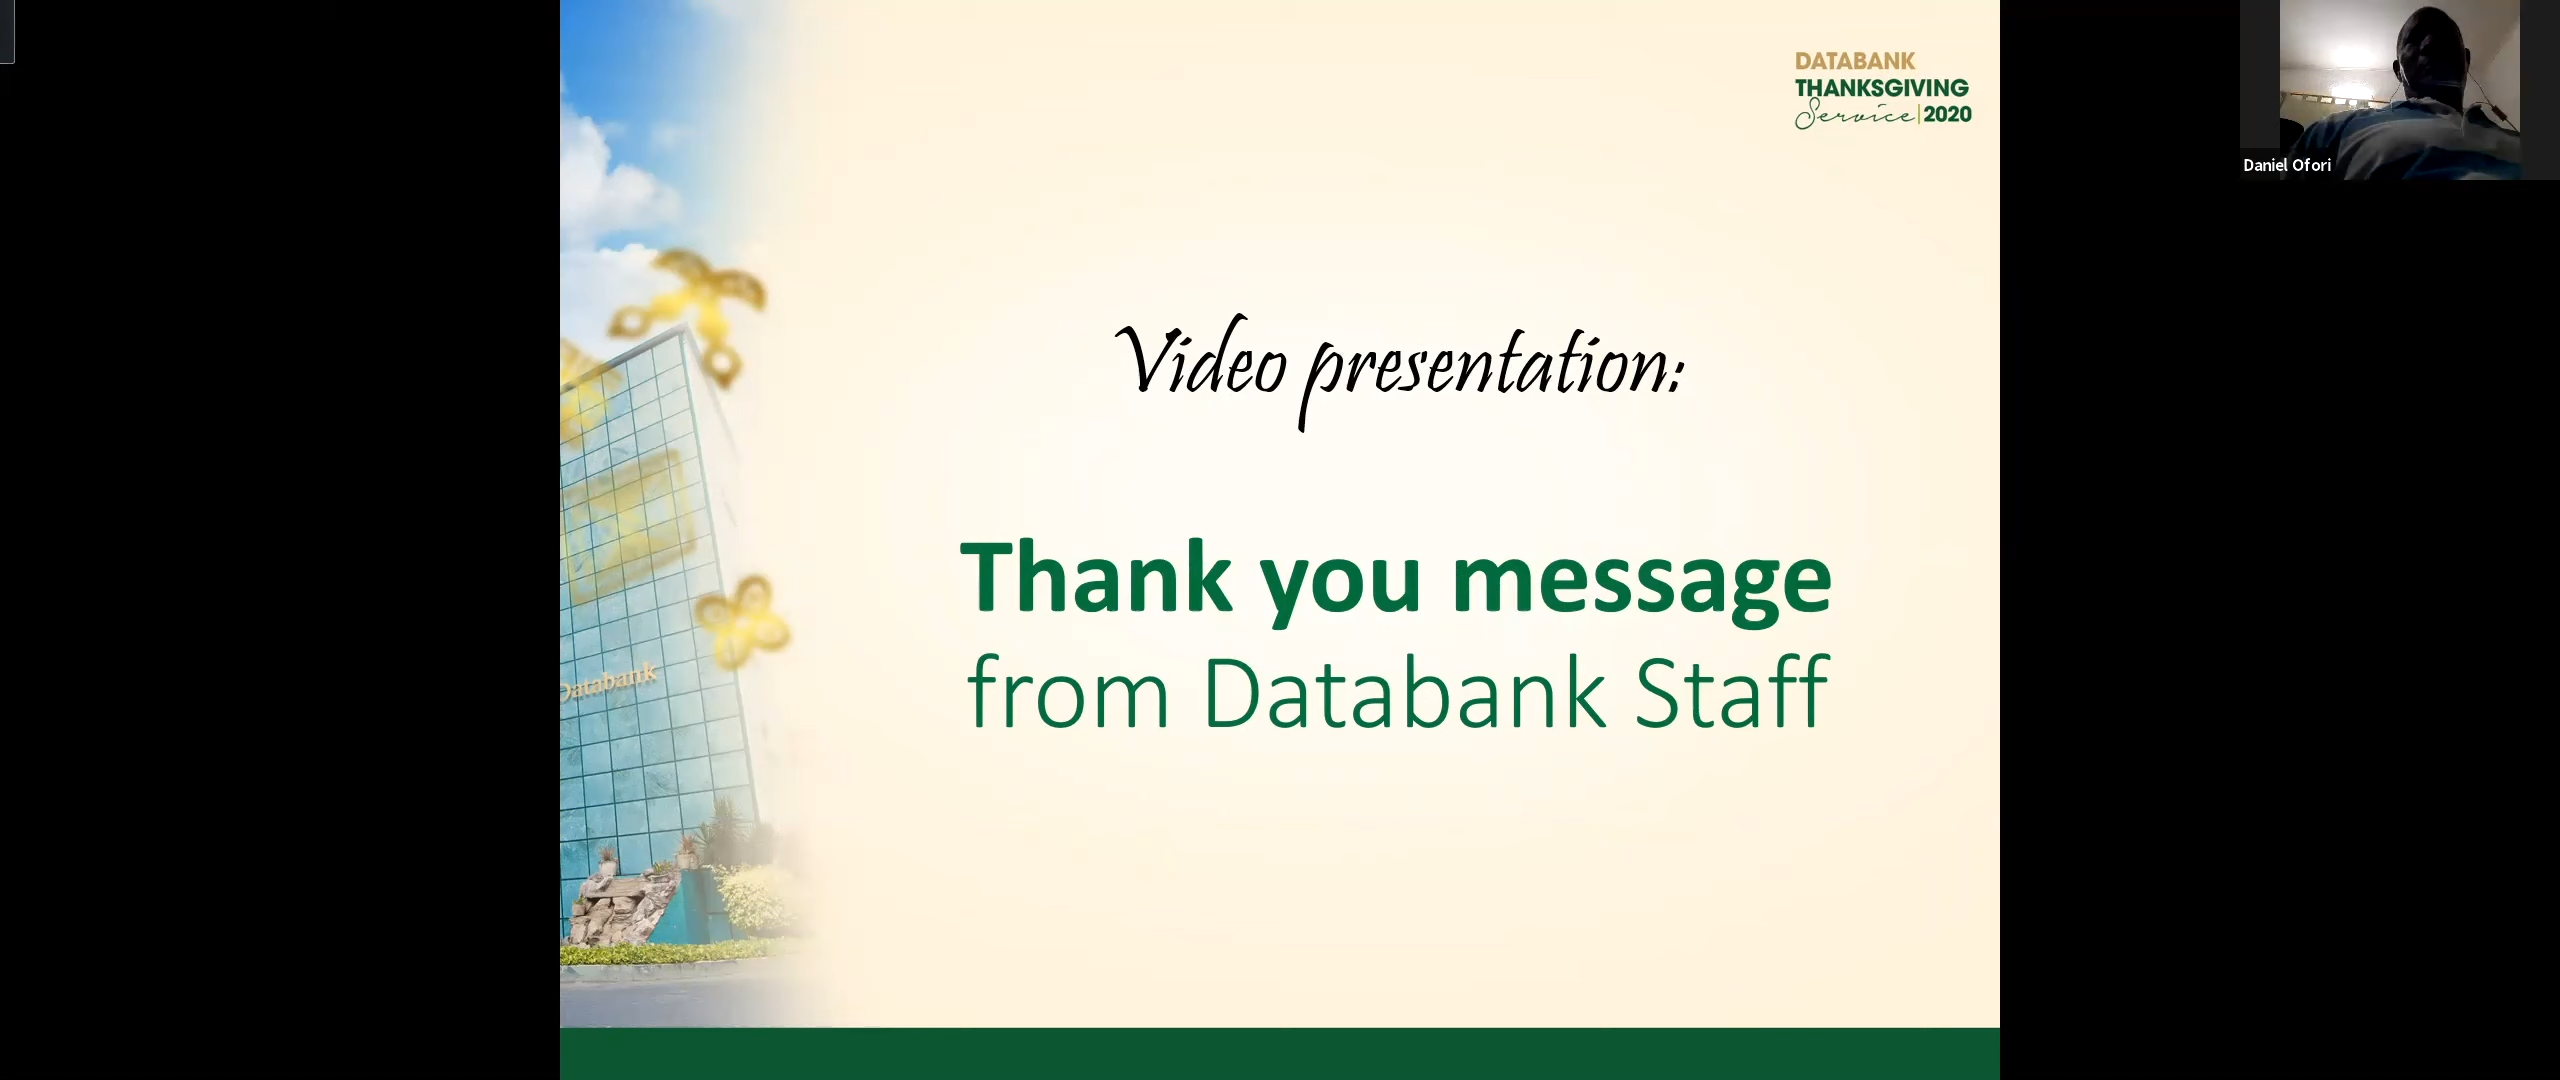 DATABANK
THANKSGIVING
Service | 2020
Daniel Ofori
Video presentation:
Thank you message
from Databank Staff
Databank